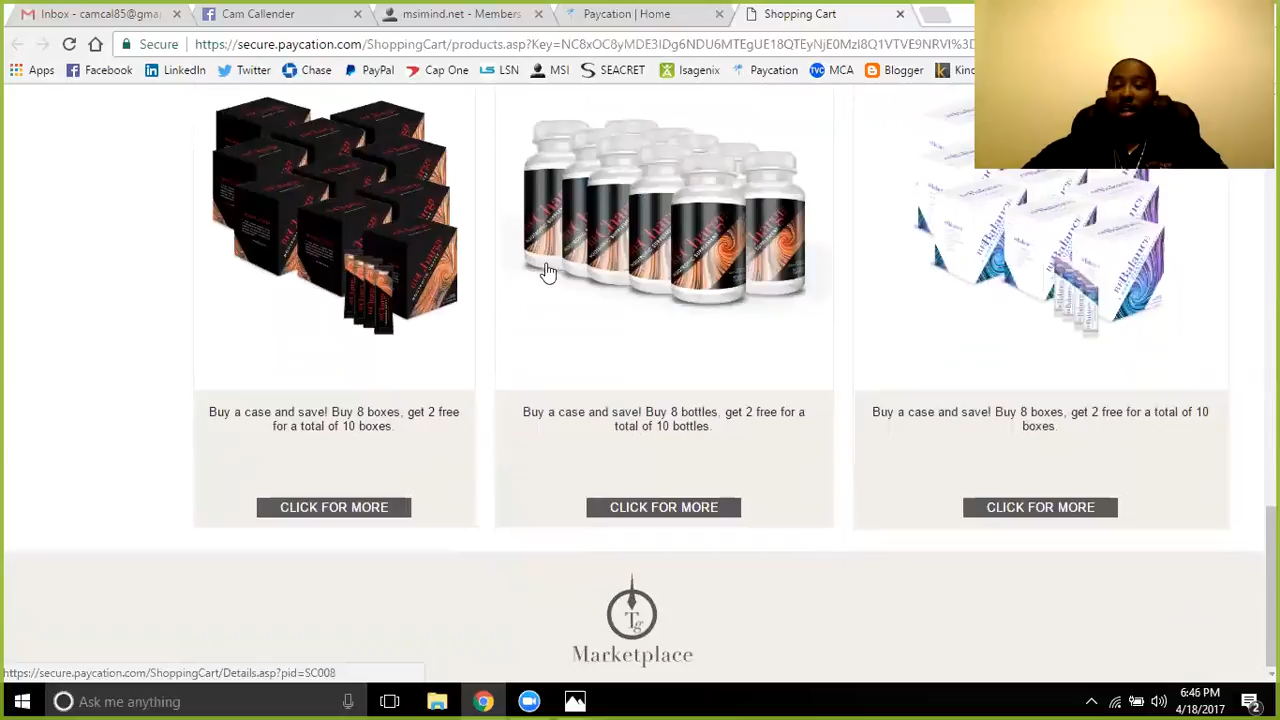 Inbox - camcal85@gmai
Cam Callender
msimind.net - Members
Paycation | Home
Shopping Cart
Secure
https://secure.paycation.com/ShoppingCart/products.asp?Key=
Apps
Facebook
LinkedIn
Twitter
Chase
PayPal
Cap One
LSN
MSI
SEACRET
Isagenix
Paycation
MCA
Blogger
Kind
Buy a case and save! Buy 8 boxes, get 2 free
for a total of 10 boxes.
Buy a case and save! Buy 8 bottles, get 2 free for a
total of 10 bottles.
Buy a case and save! Buy 8 boxes, get 2 free for a total of 10
boxes.
CLICK FOR MORE
CLICK FOR MORE
CLICK FOR MORE
Tg
Marketplace
https://secure.paycation.com/ShoppingCart/Details.asp?pid=SC008
Ask me anything
6:46 PM
4/18/2017
2